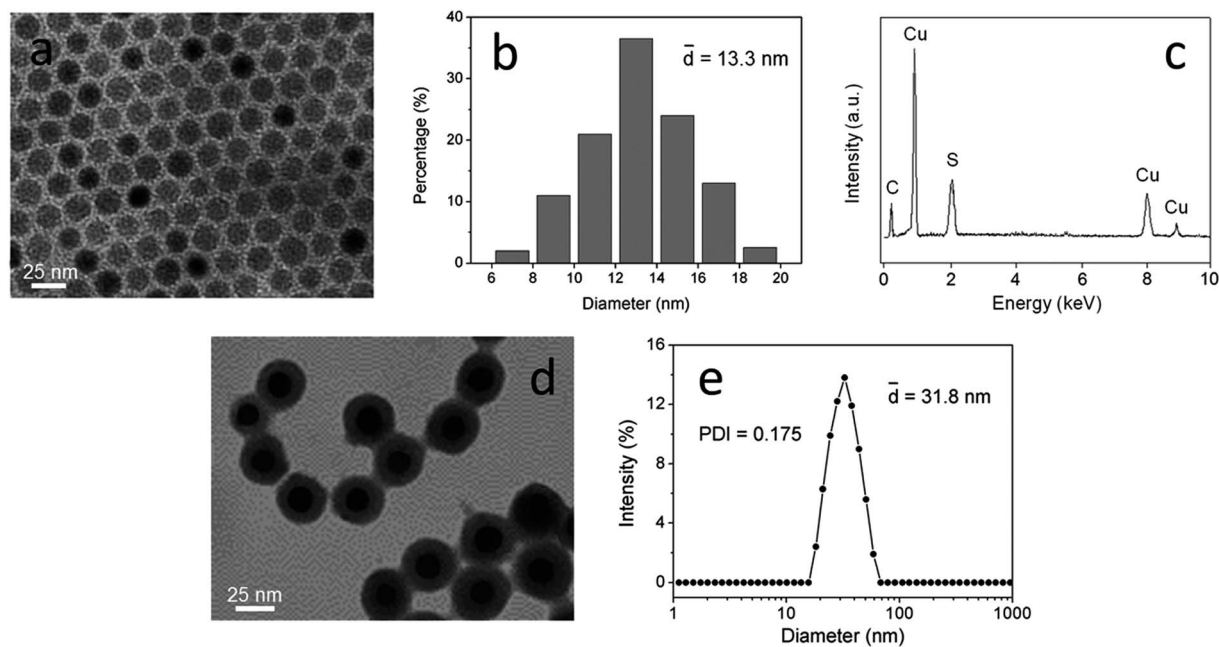 a
25 nm
b
d̄ = 13.3 nm
Percentage (%)
40
30
20
10
0
6 8 10 12 14 16 18 20
Diameter (nm)
c
Cu
C
S
Cu
Cu
Intensity (a.u.)
0 2 4 6 8 10
Energy (keV)
d
25 nm
e
d̄ = 31.8 nm
PDI = 0.175
Intensity (%)
16
12
8
4
0
1 10 100 1000
Diameter (nm)